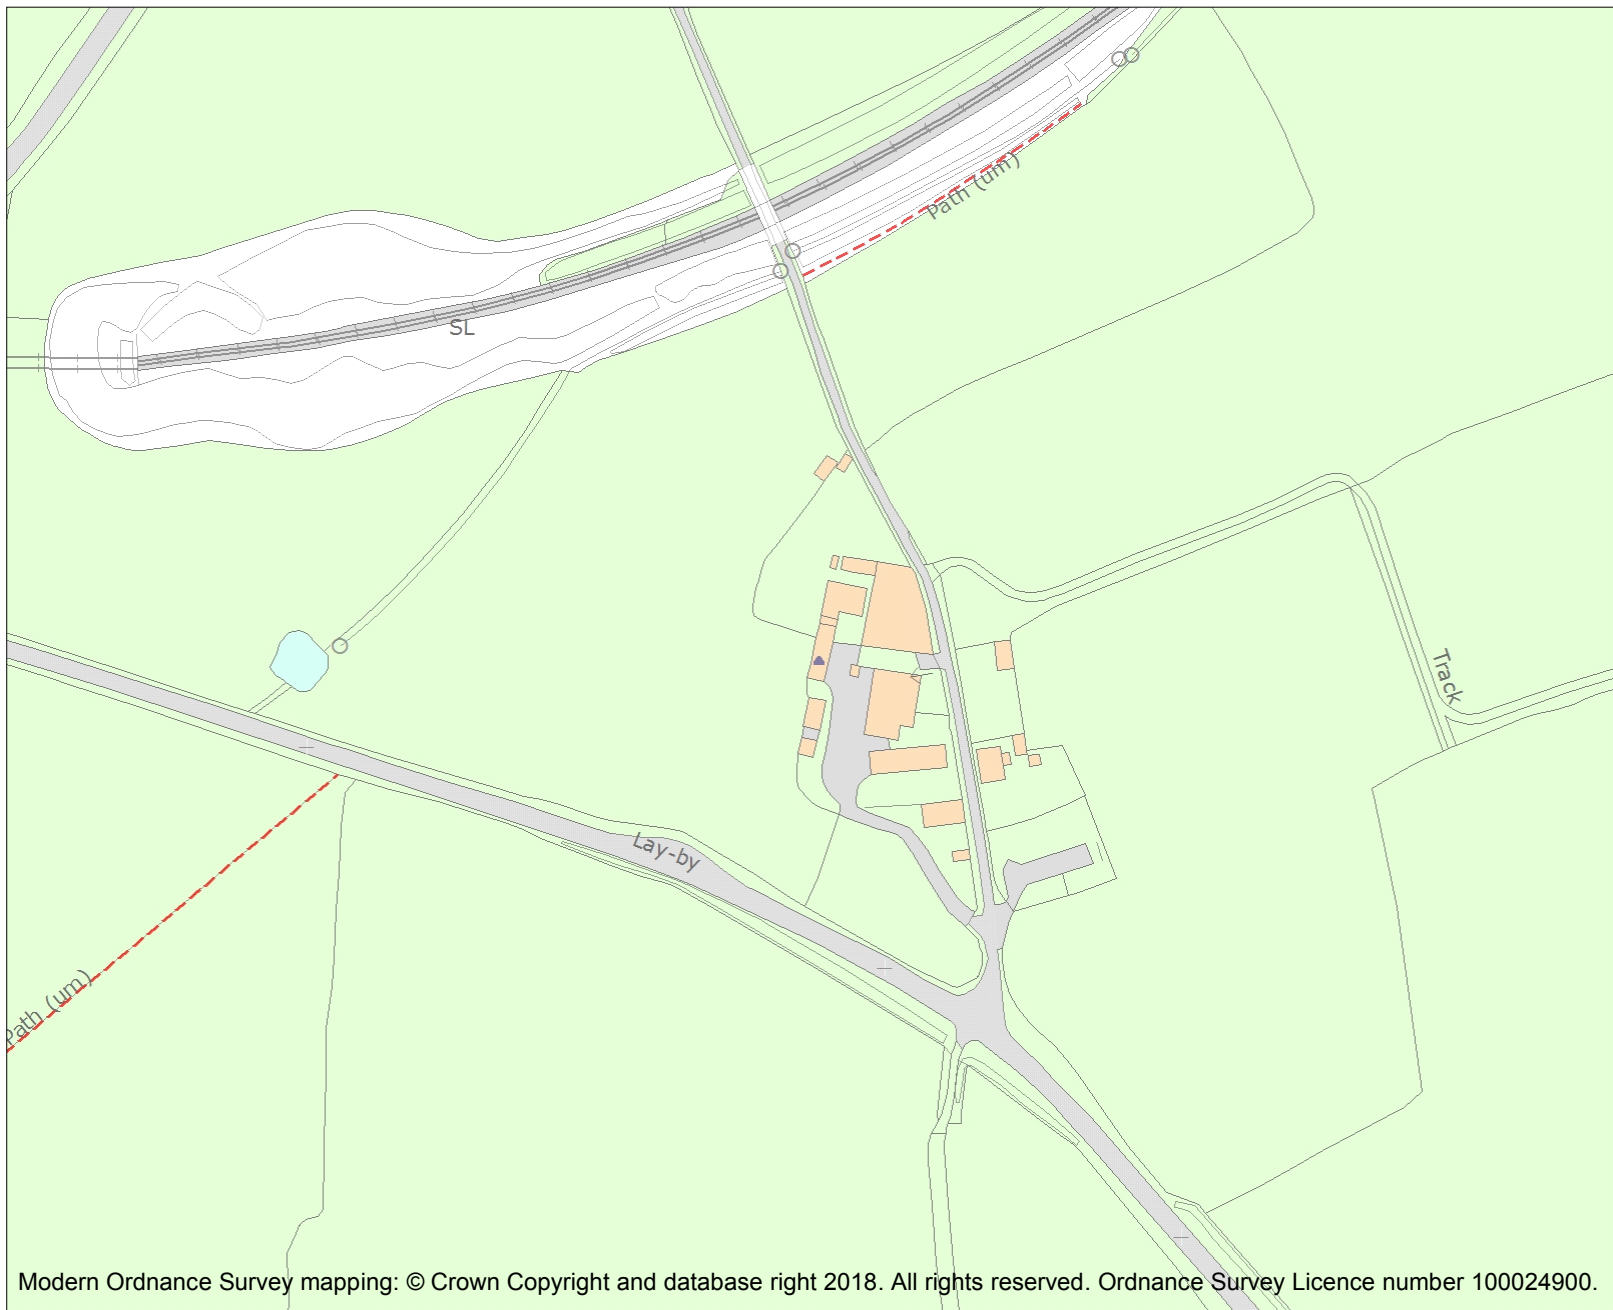 Path (um)
SL
Track
Lay-by
Path (um)
Modern Ordnance Survey mapping: © Crown Copyright and database right 2018. All rights reserved. Ordnance Survey Licence number 100024900.